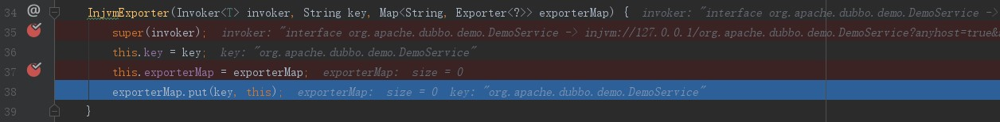 34 @ InjvmExporter(Invoker<T> invoker, String key, Map<String, Exporter<?>> exporterMap) { invoker: "interface org.apache.dubbo.demo.DemoService ->
35 super(invoker); invoker: "interface org.apache.dubbo.demo.DemoService -> injvm://127.0.0.1/org.apache.dubbo.demo.DemoService?anyhost=true&
36 this.key = key; key: "org.apache.dubbo.demo.DemoService"
37 this.exporterMap = exporterMap; exporterMap: size = 0
38 exporterMap.put(key, this); exporterMap: size = 0 key: "org.apache.dubbo.demo.DemoService"
39 }